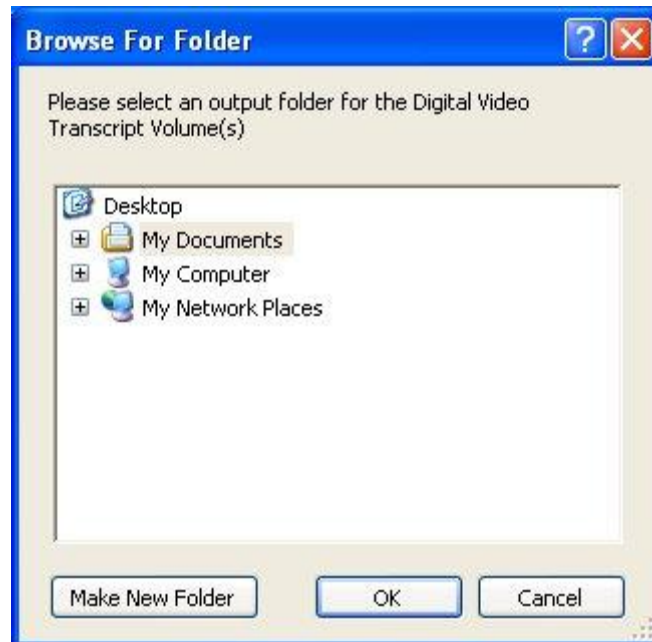 Browse For Folder
Please select an output folder for the Digital Video
Transcript Volume(s)
Desktop
My Documents
My Computer
My Network Places
Make New Folder
OK
Cancel